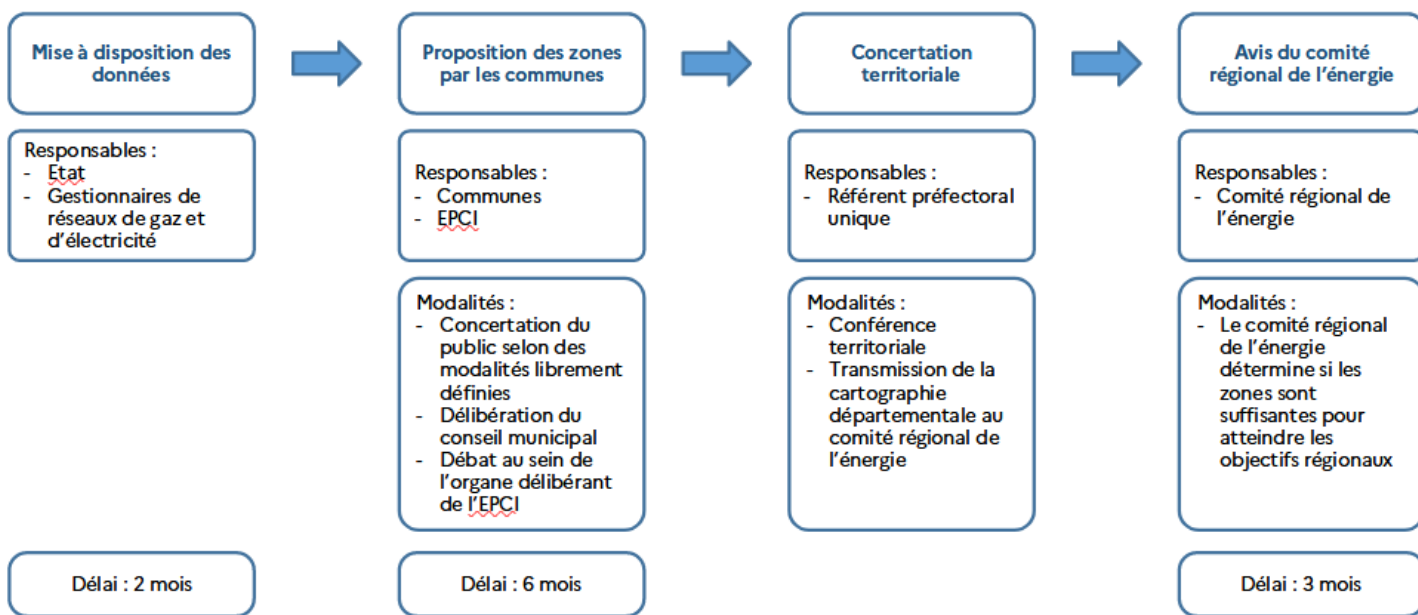 Mise à disposition des
données
Proposition des zones
par les communes
Concertation
territoriale
Avis du comité
régional de l'énergie
Responsables :
- Etat
- Gestionnaires de
réseaux de gaz et
d'électricité
Responsables :
- Communes
- EPCI
Responsables :
- Référent préfectoral
unique
Responsables :
- Comité régional de
l'énergie
Modalités :
- Concertation du
public selon des
modalités librement
définies
- Délibération du
conseil municipal
- Débat au sein de
l'organe délibérant
de l'EPCI
Modalités :
- Conférence
territoriale
- Transmission de la
cartographie
départementale au
comité régional de
l'énergie
Modalités :
- Le comité régional
de l'énergie
détermine si les
zones sont
suffisantes pour
atteindre les
objectifs régionaux
Délai : 2 mois
Délai : 6 mois
Délai : 3 mois